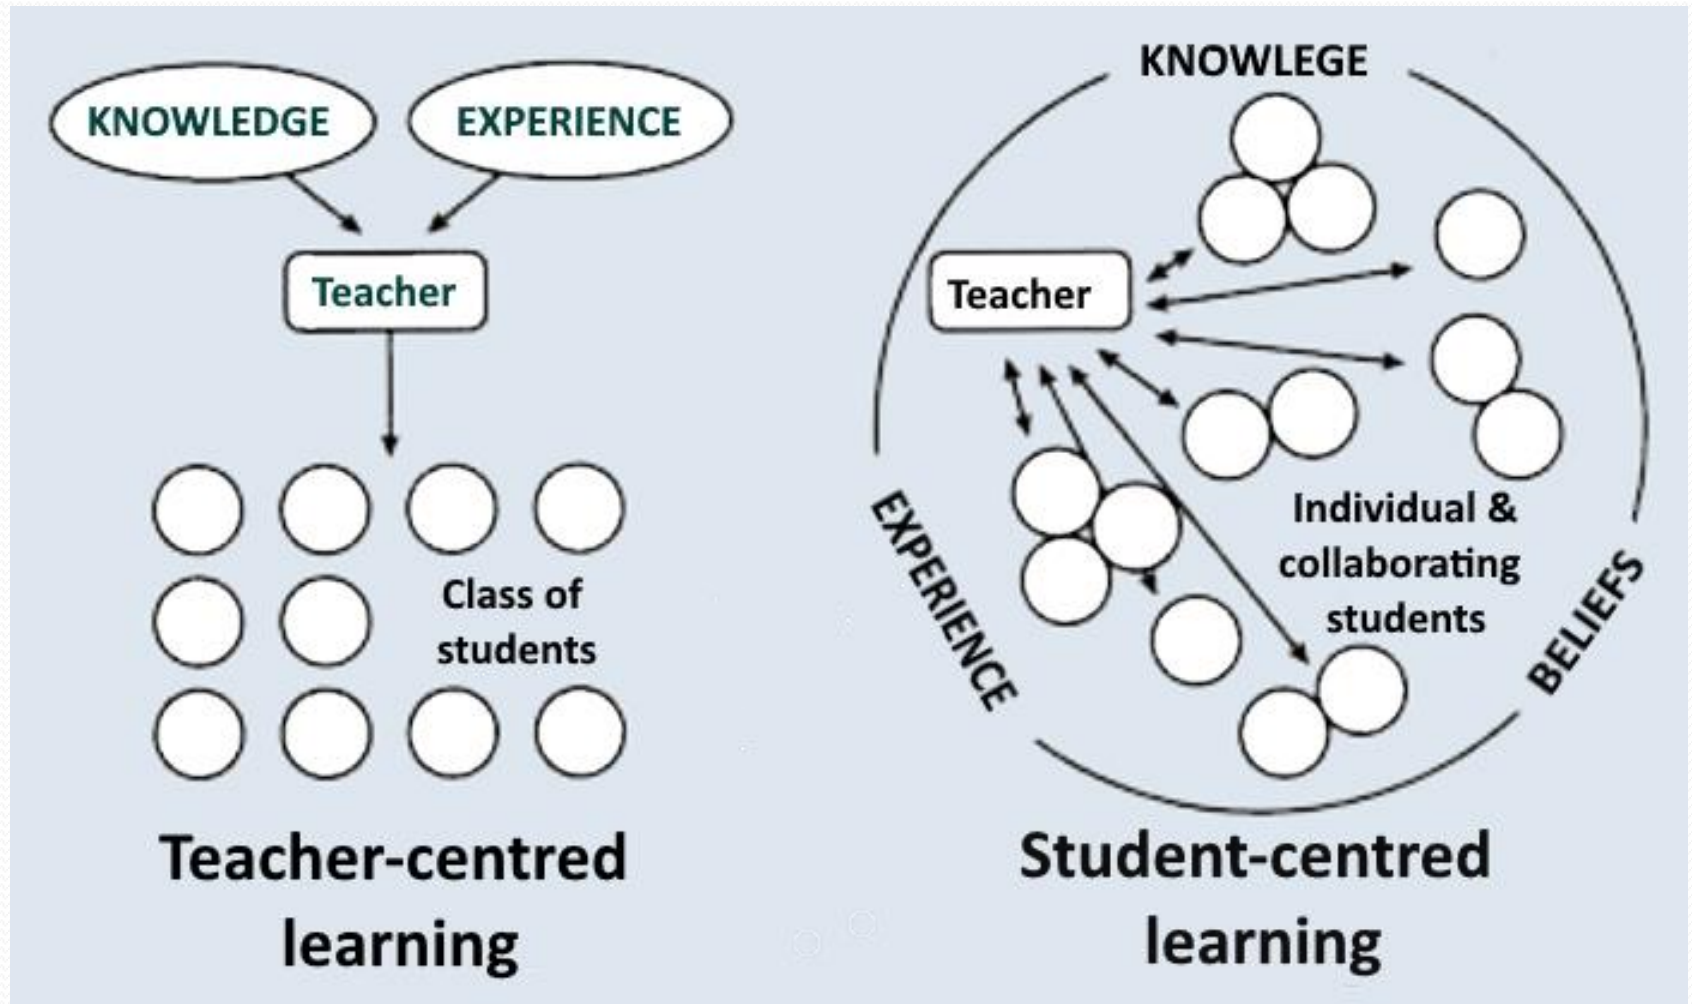 KNOWLEDGE
EXPERIENCE
Teacher
Class of
students
Teacher-centred
learning
KNOWLEGE
Teacher
Individual &
collaborating
students
EXPERIENCE
BELIEFS
Student-centred
learning